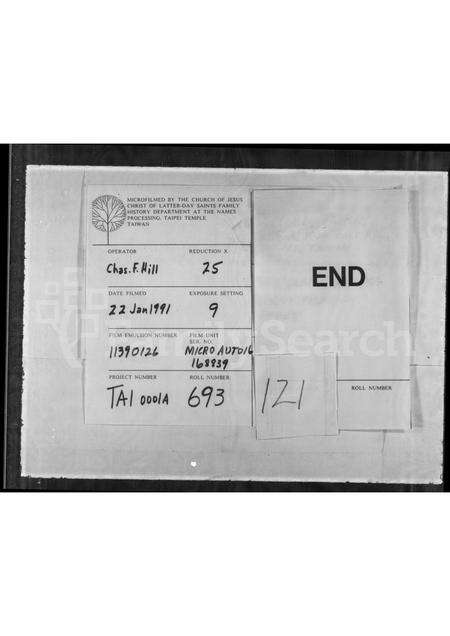 MICROFILMED BY THE CHURCH OF JESUS
CHRIST OF LATTER-DAY SAINTS FAMILY
HISTORY DEPARTMENT AT THE NAMES
PROCESSING, TAIPEI TEMPLE
TAIWAN
OPERATOR
REDUCTION X
Chas. F. Hill
25
DATE FILMED
EXPOSURE SETTING
22 Jan 1991
9
FILM EMULSION NUMBER
FILM UNIT
SER. NO.
11390126
MICRO AUTO16
168939
PROJECT NUMBER
ROLL NUMBER
TAI 0001A
693
END
121
ROLL NUMBER
FamilySearch